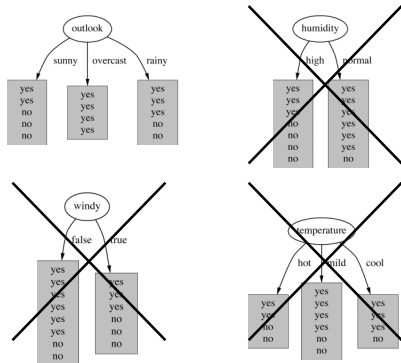 outlook
sunny overcast rainy
yes
yes
no
no
no
yes
yes
yes
yes
yes
yes
yes
no
no
humidity
high normal
yes
yes
yes
no
no
no
no
yes
yes
yes
yes
yes
yes
no
windy
false true
yes
yes
yes
yes
yes
yes
no
no
yes
yes
yes
no
no
no
temperature
hot mild cool
yes
yes
no
no
yes
yes
yes
yes
no
no
yes
yes
yes
no